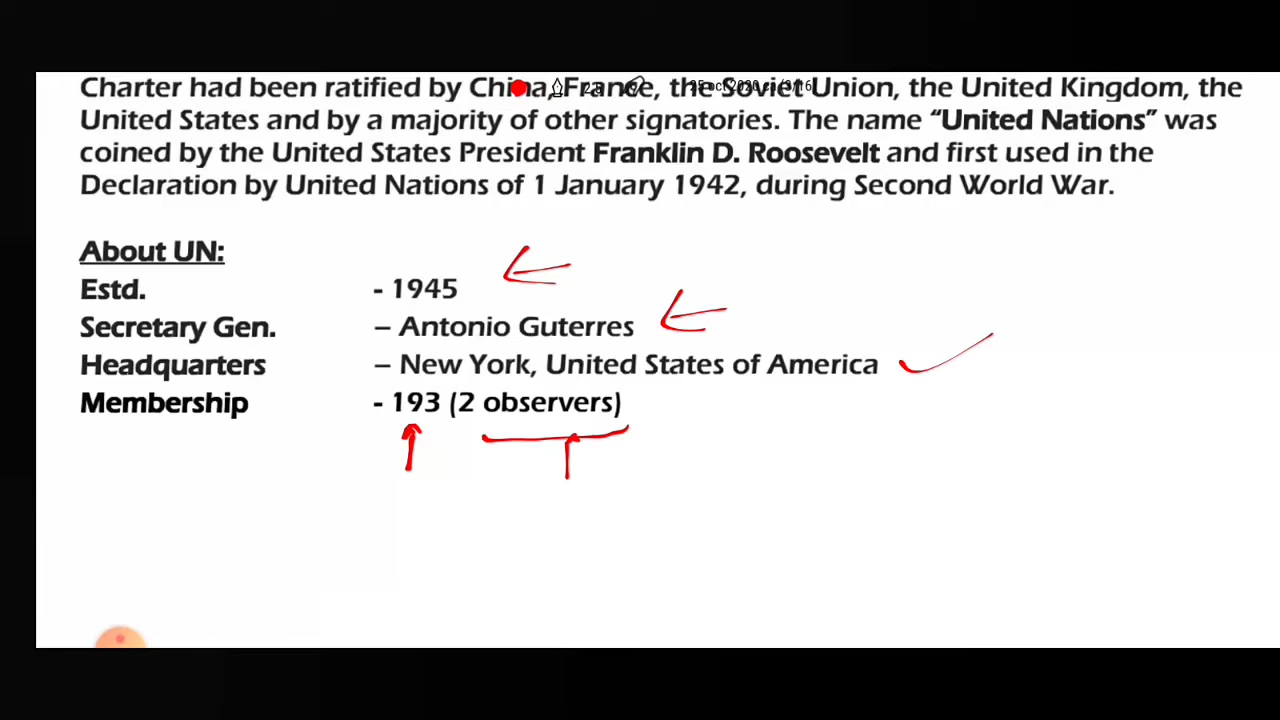 Charter had been ratified by China, France, the Soviet Union, the United Kingdom, the
United States and by a majority of other signatories. The name “United Nations” was
coined by the United States President Franklin D. Roosevelt and first used in the
Declaration by United Nations of 1 January 1942, during Second World War.
About UN:
Estd. - 1945
Secretary Gen. – Antonio Guterres
Headquarters – New York, United States of America
Membership - 193 (2 observers)